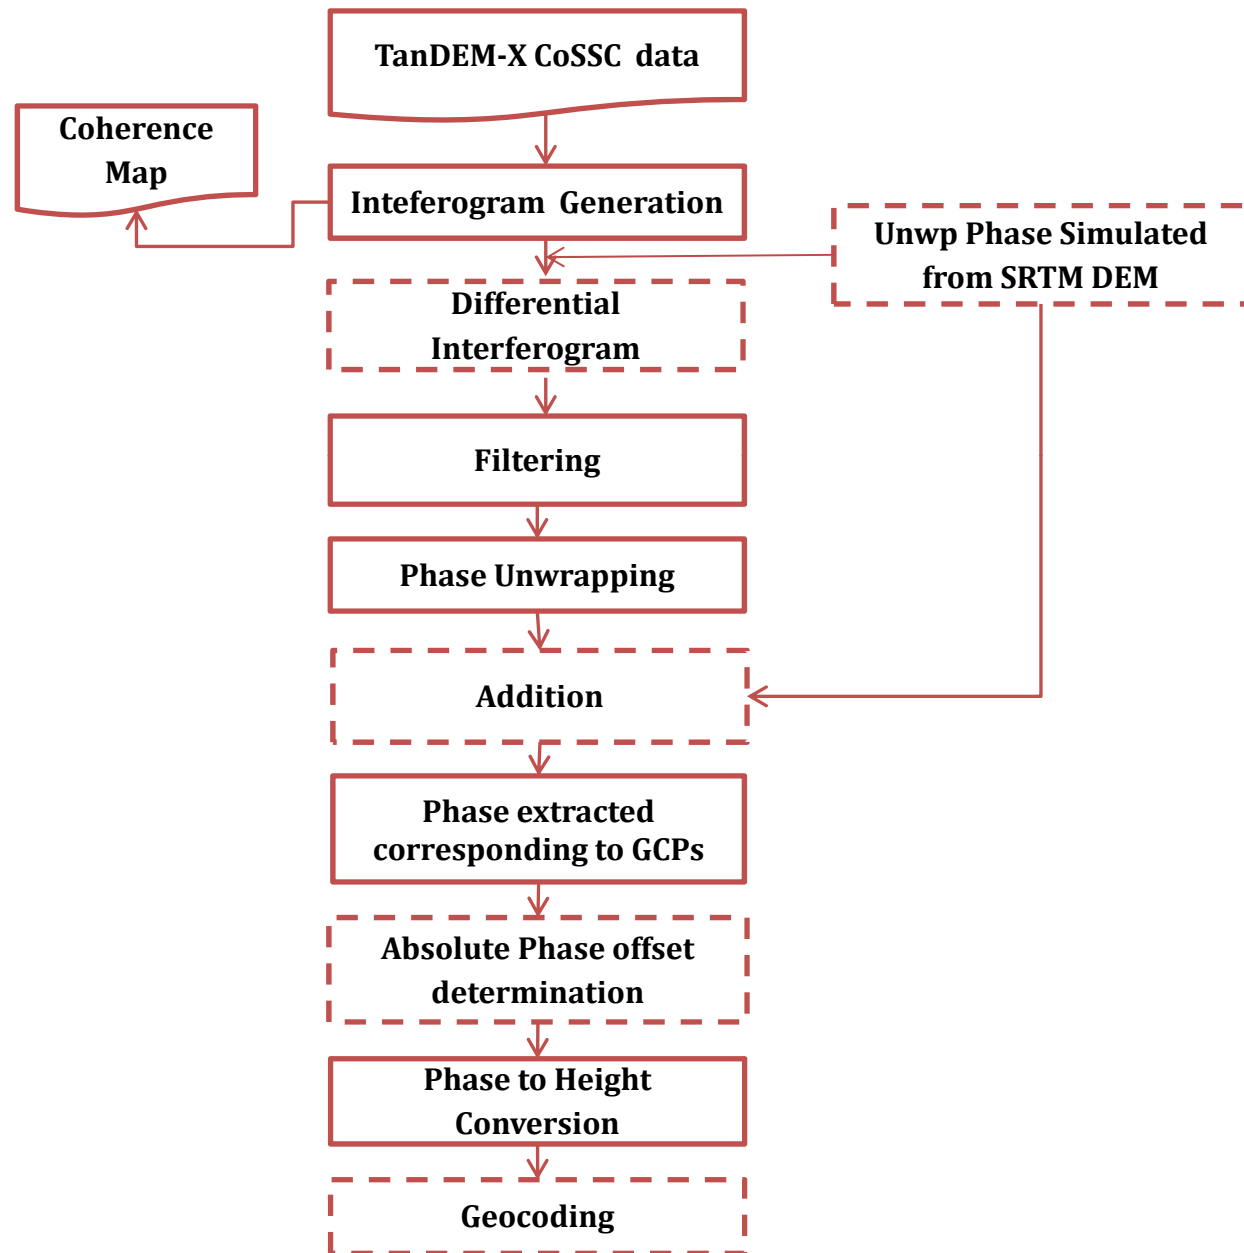 TanDEM-X CoSSC data
Coherence
Map
Inteferogram Generation
Unwp Phase Simulated
from SRTM DEM
Differential
Interferogram
Filtering
Phase Unwrapping
Addition
Phase extracted
corresponding to GCPs
Absolute Phase offset
determination
Phase to Height
Conversion
Geocoding